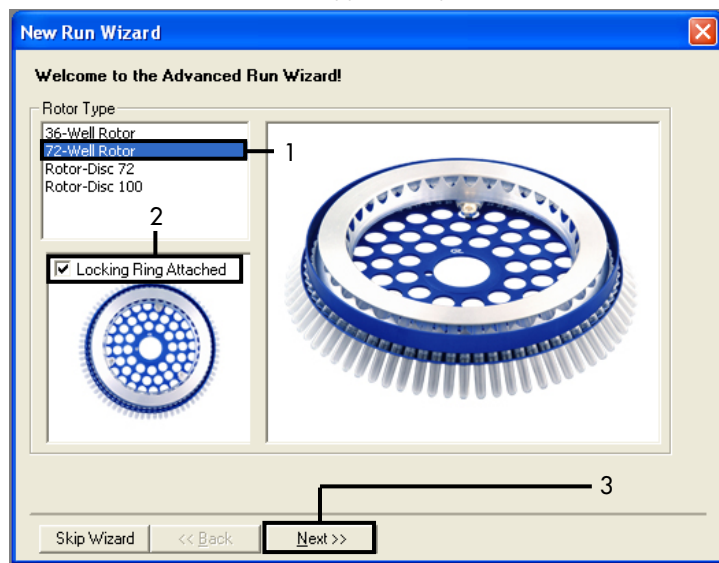 New Run Wizard
Welcome to the Advanced Run Wizard!
Rotor Type
36-Well Rotor
72-Well Rotor
Rotor-Disc 72
Rotor-Disc 100
1
2
Locking Ring Attached
3
Skip Wizard
<< Back
Next >>